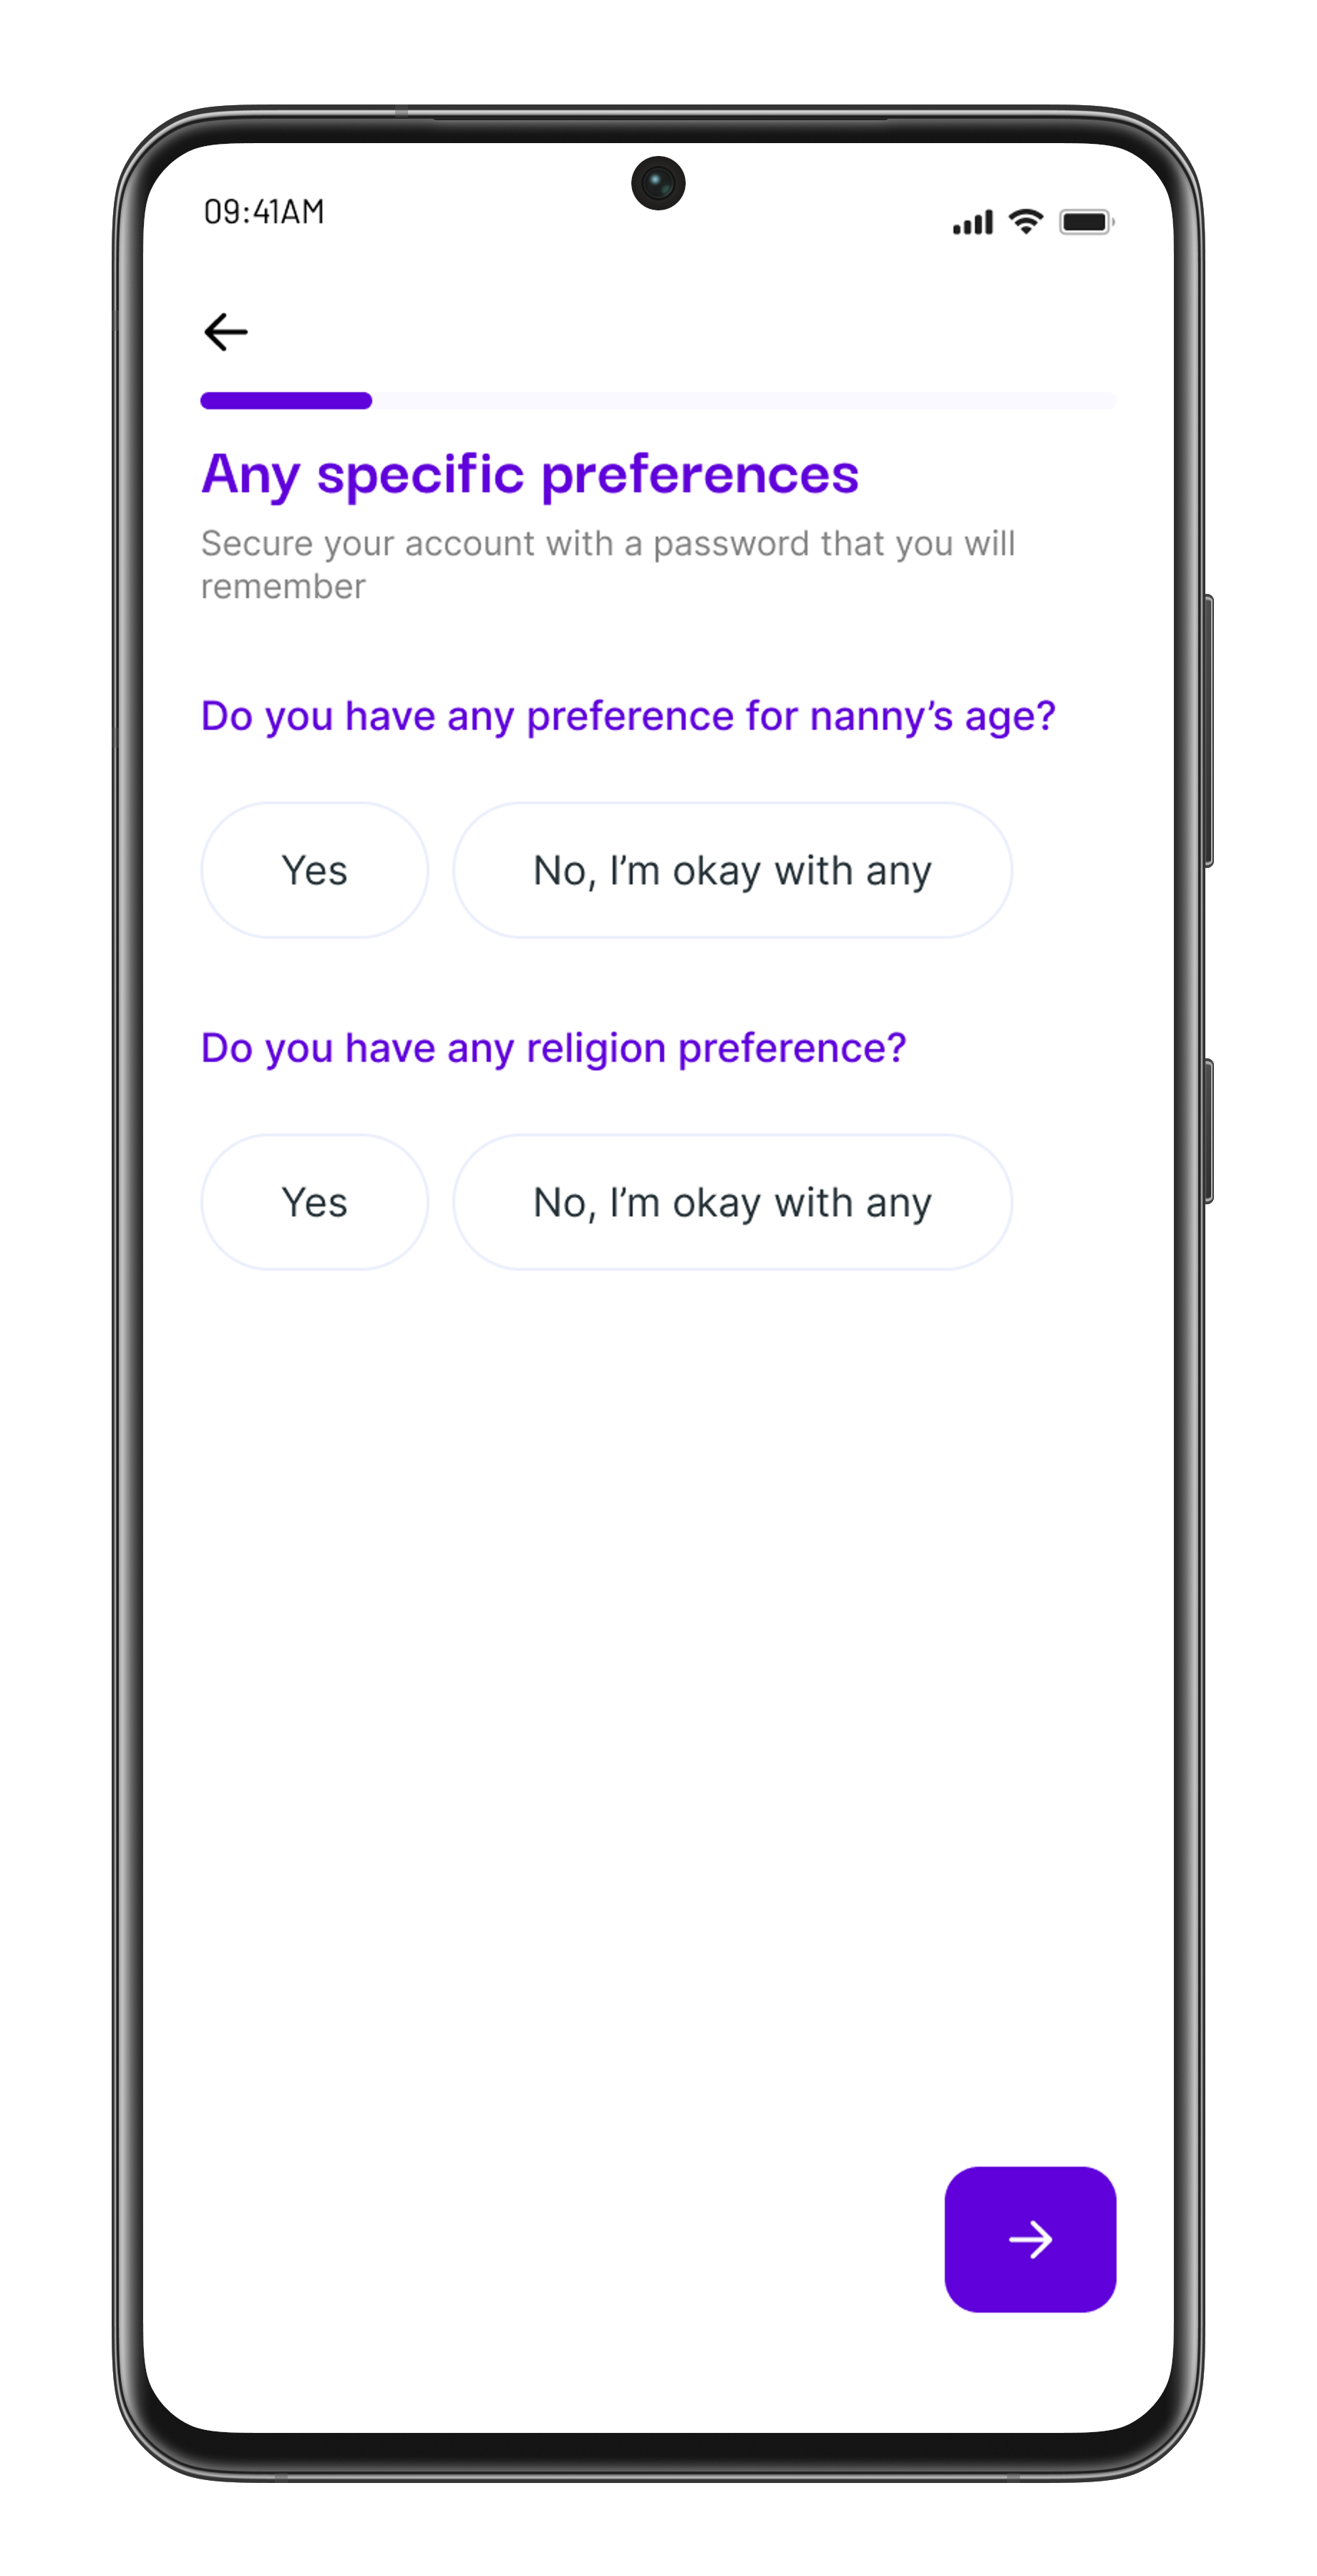 09:41AM
Any specific preferences
Secure your account with a password that you will
remember
Do you have any preference for nanny’s age?
Yes
No, I’m okay with any
Do you have any religion preference?
Yes
No, I’m okay with any